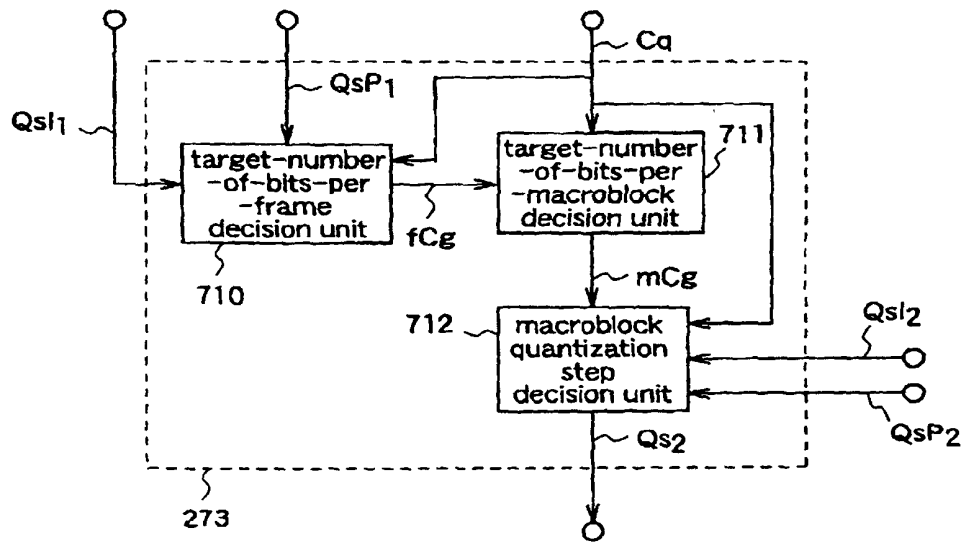 Cq
QsP1
QsI1
target-number
-of-bits-per
-frame
decision unit
710
fCg
target-number
-of-bits-per
-macroblock
decision unit
711
mCg
712
macroblock
quantization
step
decision unit
QsI2
QsP2
Qs2
273